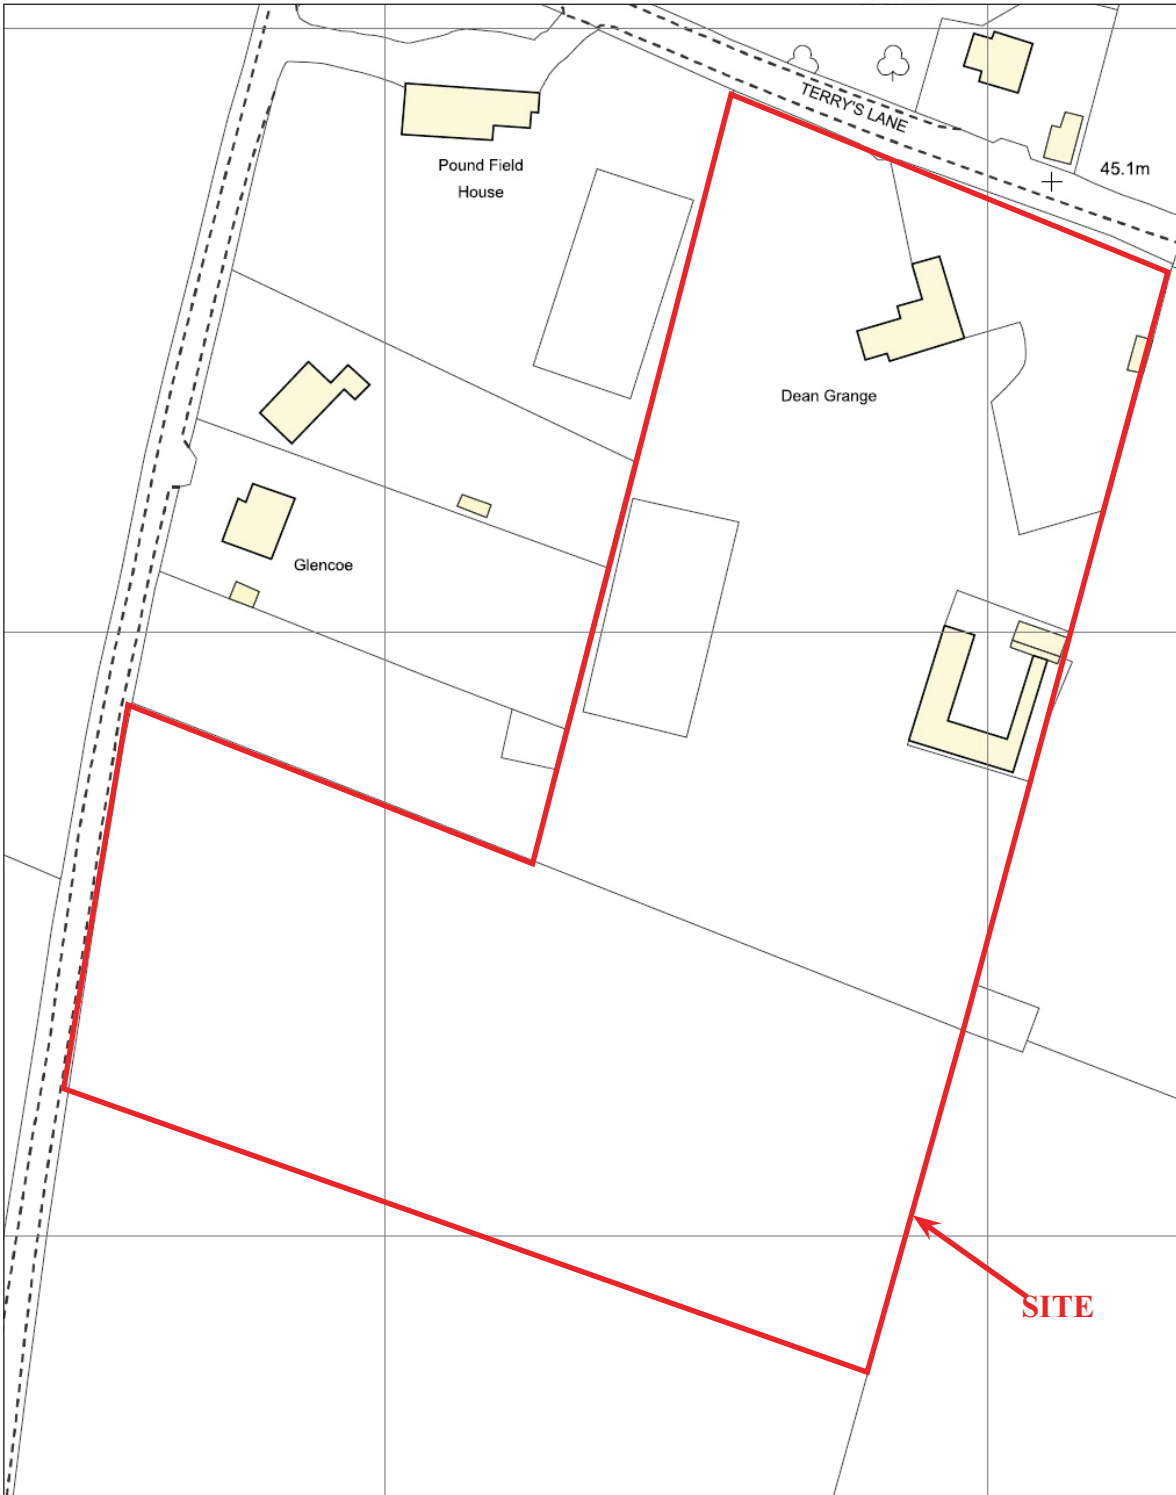 TERRY'S LANE
45.1m
Pound Field
House
Dean Grange
Glencoe
SITE